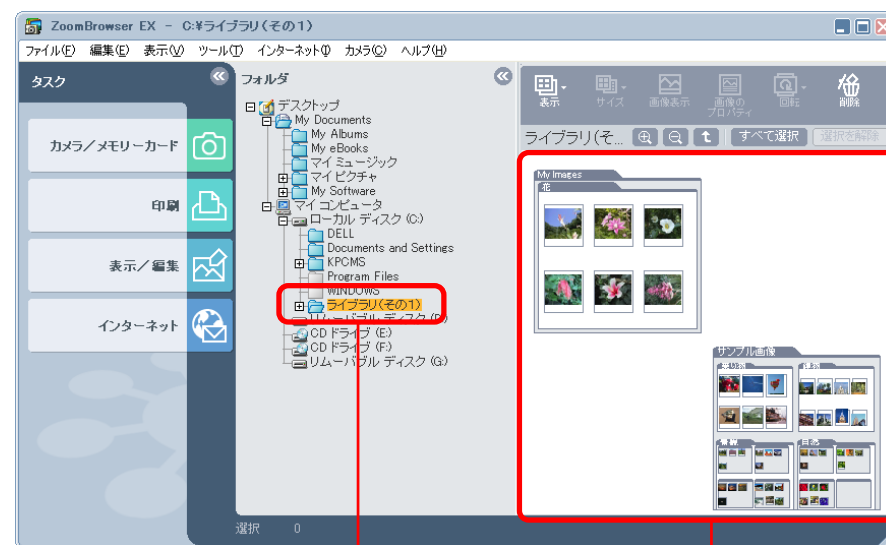 ZoomBrowser EX - C:¥ライブラリ(その1)
ファイル(F) 編集(E) 表示(V) ツール(T) インターネット(I) カメラ(C) ヘルプ(H)
タスク
カメラ/メモリーカード
印刷
表示/編集
インターネット
フォルダ
デスクトップ
My Documents
My Albums
My eBooks
マイ ミュージック
マイ ピクチャ
My Software
マイ コンピュータ
ローカル ディスク (C:)
DELL
Documents and Settings
KPCMS
Program Files
WINDOWS
ライブラリ(その1)
リムーバブル ディスク (D:)
CD ドライブ (E:)
CD ドライブ (F:)
リムーバブル ディスク (G:)
表示 サイズ 画像表示 画像のプロパティ 回転 削除
ライブラリ(そ... すべて選択 選択を解除
My Images
花
サンプル画像
乗り物 建物
景観 自然
選択 0